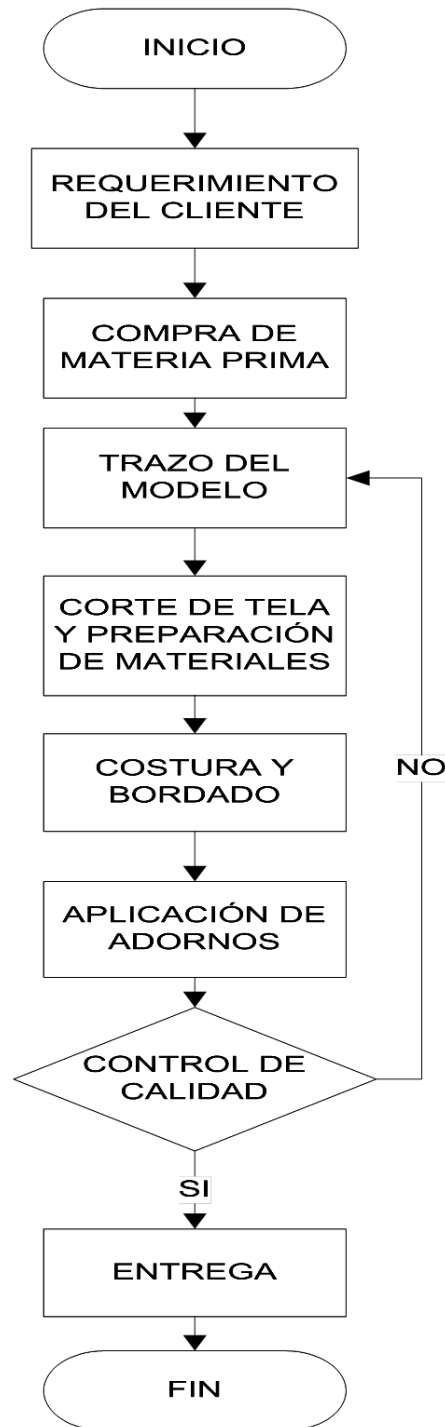 INICIO
REQUERIMIENTO
DEL CLIENTE
COMPRA DE
MATERIA PRIMA
TRAZO DEL
MODELO
CORTE DE TELA
Y PREPARACIÓN
DE MATERIALES
COSTURA Y
BORDADO
NO
APLICACIÓN DE
ADORNOS
CONTROL DE
CALIDAD
SI
ENTREGA
FIN